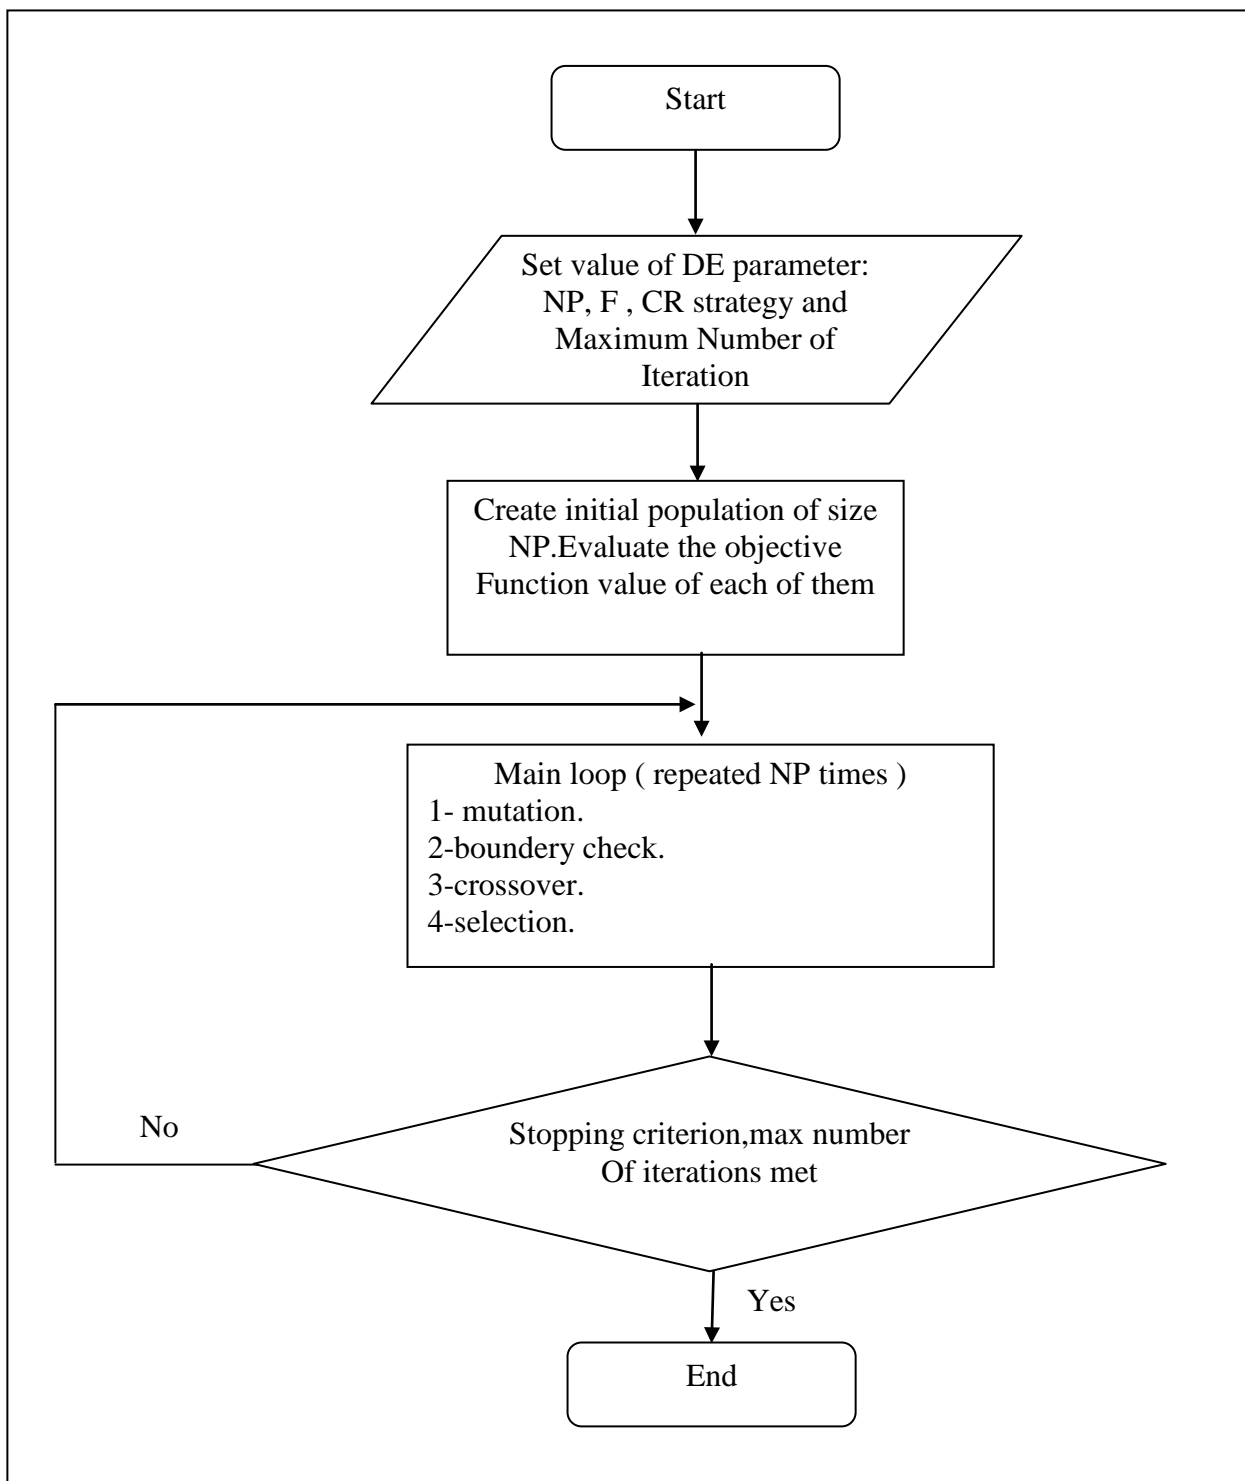 Start
Set value of DE parameter:
NP, F , CR strategy and
Maximum Number of
Iteration
Create initial population of size
NP.Evaluate the objective
Function value of each of them
Main loop ( repeated NP times )
1- mutation.
2-boundery check.
3-crossover.
4-selection.
No
Stopping criterion,max number
Of iterations met
Yes
End